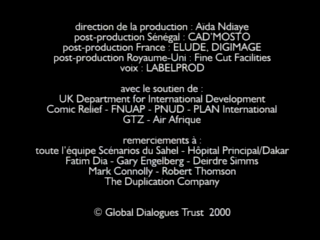 direction de la production : Aïda Ndiaye
post-production Sénégal : CAD'MOSTO
post-production France : ELUDE, DIGIMAGE
post-production Royaume-Uni : Fine Cut Facilities
voix : LABELPROD
avec le soutien de :
UK Department for International Development
Comic Relief - FNUAP - PNUD - PLAN International
GTZ - Air Afrique
remerciements à :
toute l'équipe Scénarios du Sahel - Hôpital Principal/Dakar
Fatim Dia - Gary Engelberg - Deirdre Simms
Mark Connolly - Robert Thomson
The Duplication Company
© Global Dialogues Trust 2000